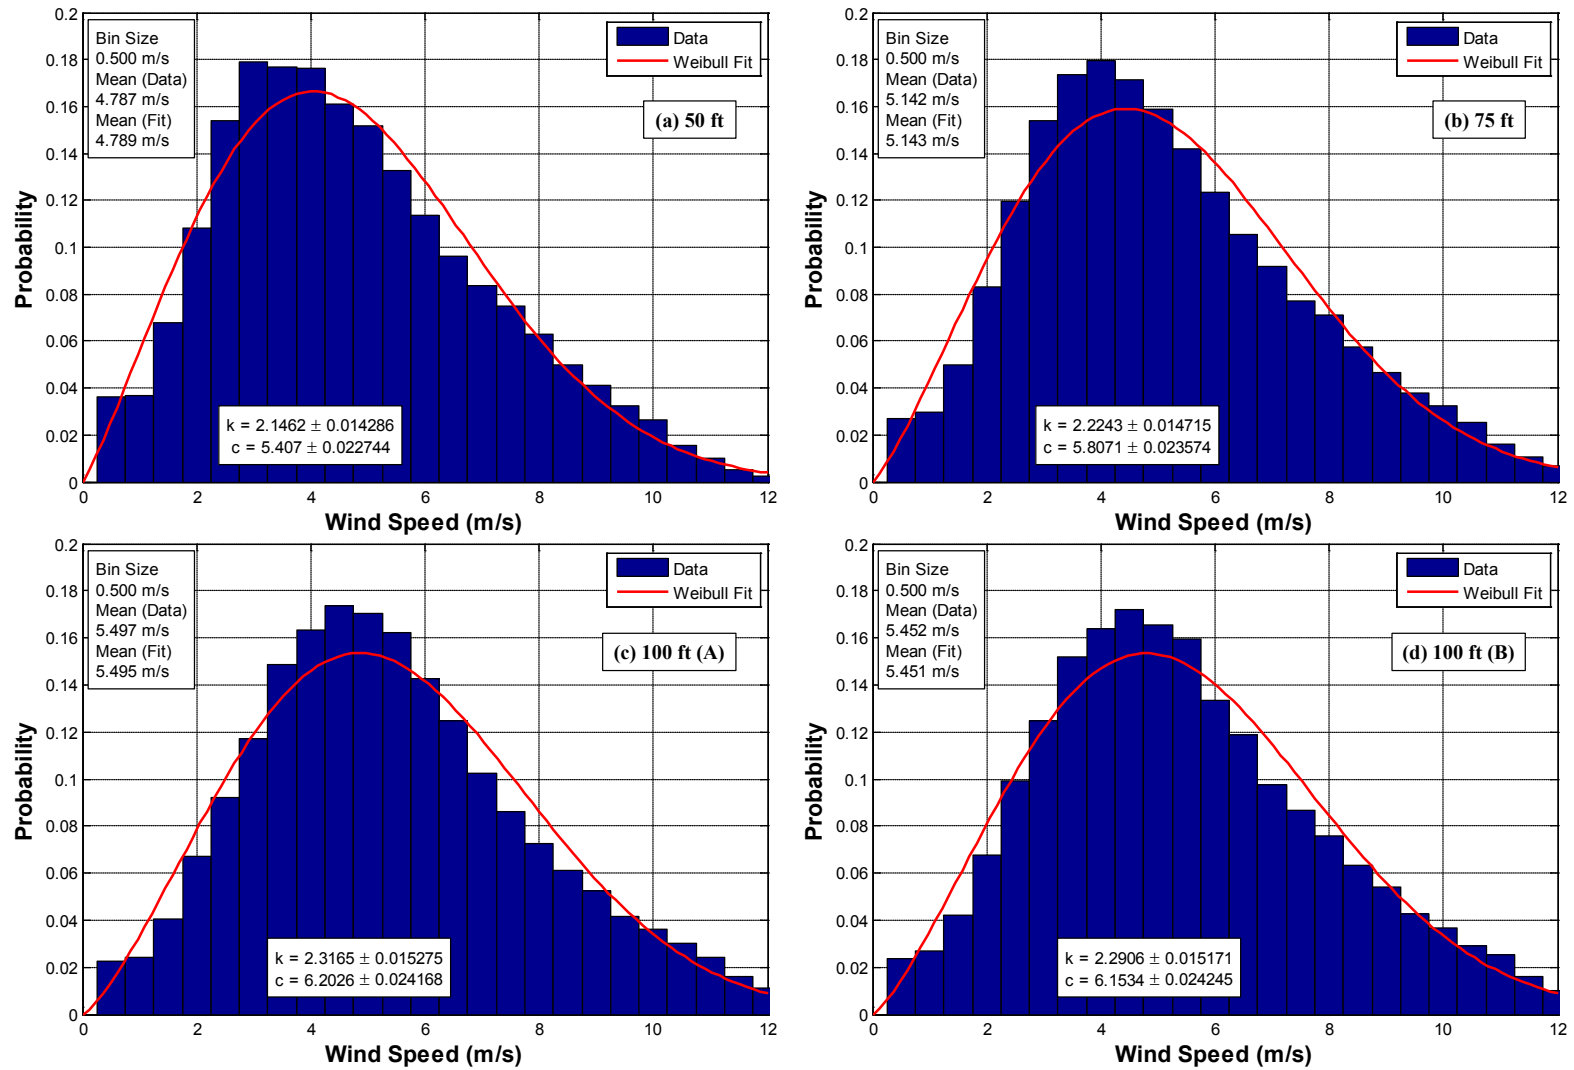 0.2
0.18
0.16
0.14
0.12
0.1
0.08
0.06
0.04
0.02
0
Probability
Bin Size
0.500 m/s
Mean (Data)
4.787 m/s
Mean (Fit)
4.789 m/s
Data
Weibull Fit
(a) 50 ft
k = 2.1462 ± 0.014286
c = 5.407 ± 0.022744
0 2 4 6 8 10 12
Wind Speed (m/s)
0.2
0.18
0.16
0.14
0.12
0.1
0.08
0.06
0.04
0.02
0
Probability
Bin Size
0.500 m/s
Mean (Data)
5.142 m/s
Mean (Fit)
5.143 m/s
Data
Weibull Fit
(b) 75 ft
k = 2.2243 ± 0.014715
c = 5.8071 ± 0.023574
0 2 4 6 8 10 12
Wind Speed (m/s)
0.2
0.18
0.16
0.14
0.12
0.1
0.08
0.06
0.04
0.02
0
Probability
Bin Size
0.500 m/s
Mean (Data)
5.497 m/s
Mean (Fit)
5.495 m/s
Data
Weibull Fit
(c) 100 ft (A)
k = 2.3165 ± 0.015275
c = 6.2026 ± 0.024168
0 2 4 6 8 10 12
Wind Speed (m/s)
0.2
0.18
0.16
0.14
0.12
0.1
0.08
0.06
0.04
0.02
0
Probability
Bin Size
0.500 m/s
Mean (Data)
5.452 m/s
Mean (Fit)
5.451 m/s
Data
Weibull Fit
(d) 100 ft (B)
k = 2.2906 ± 0.015171
c = 6.1534 ± 0.024245
0 2 4 6 8 10 12
Wind Speed (m/s)